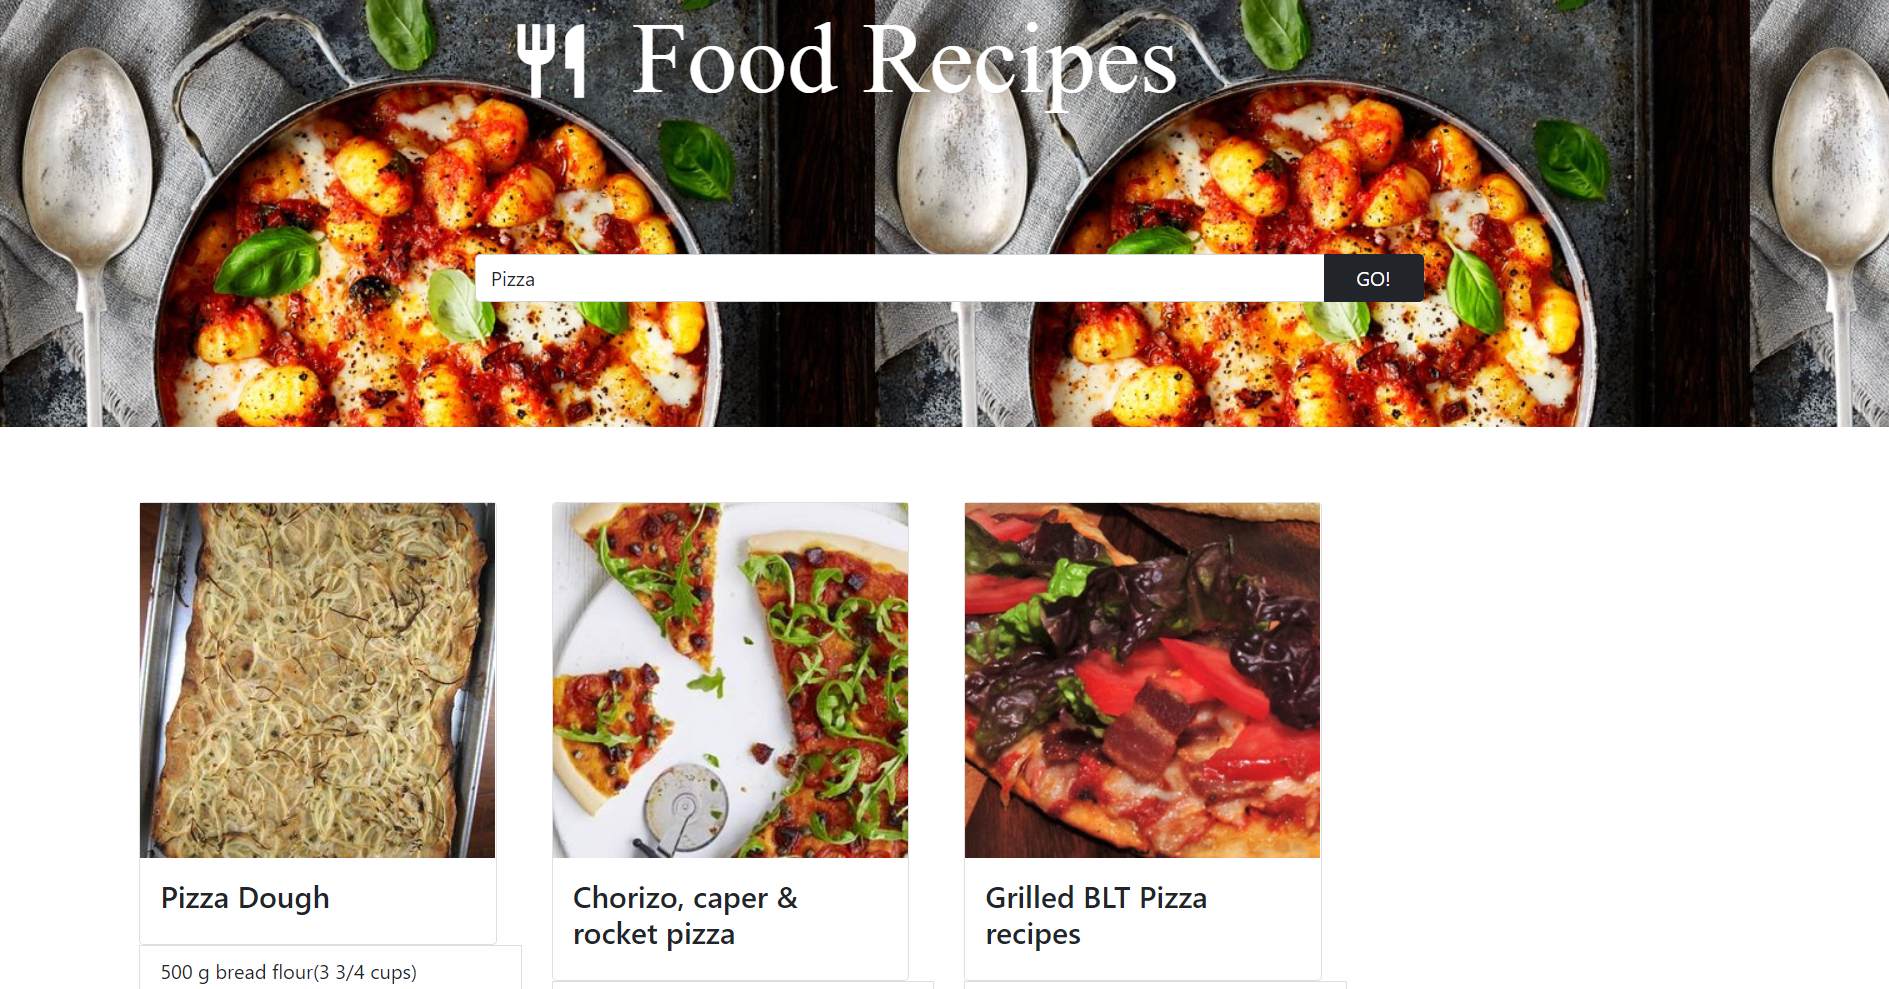 Food Recipes
Pizza
GO!
Pizza Dough
500 g bread flour(3 3/4 cups)
Chorizo, caper &
rocket pizza
Grilled BLT Pizza
recipes